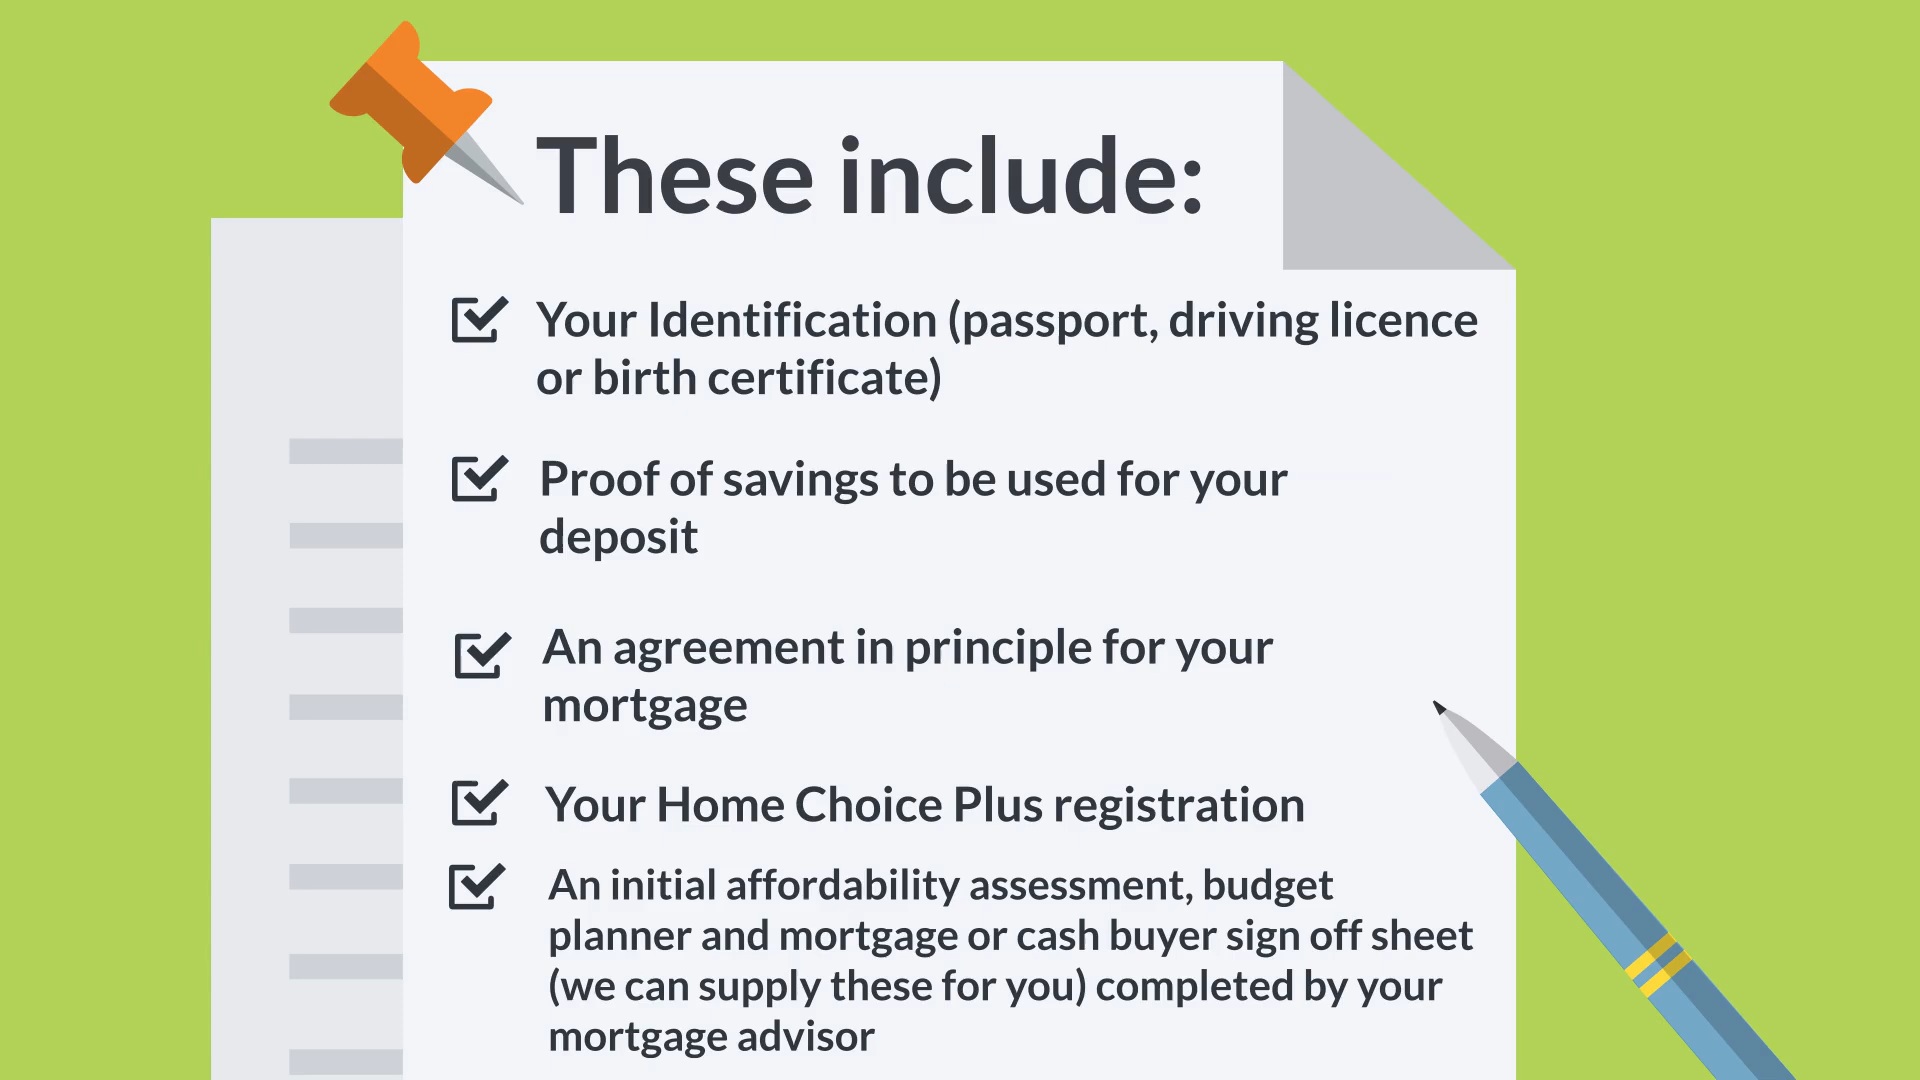 These include:
Your Identification (passport, driving licence
or birth certificate)
Proof of savings to be used for your
deposit
An agreement in principle for your
mortgage
Your Home Choice Plus registration
An initial affordability assessment, budget
planner and mortgage or cash buyer sign off sheet
(we can supply these for you) completed by your
mortgage advisor